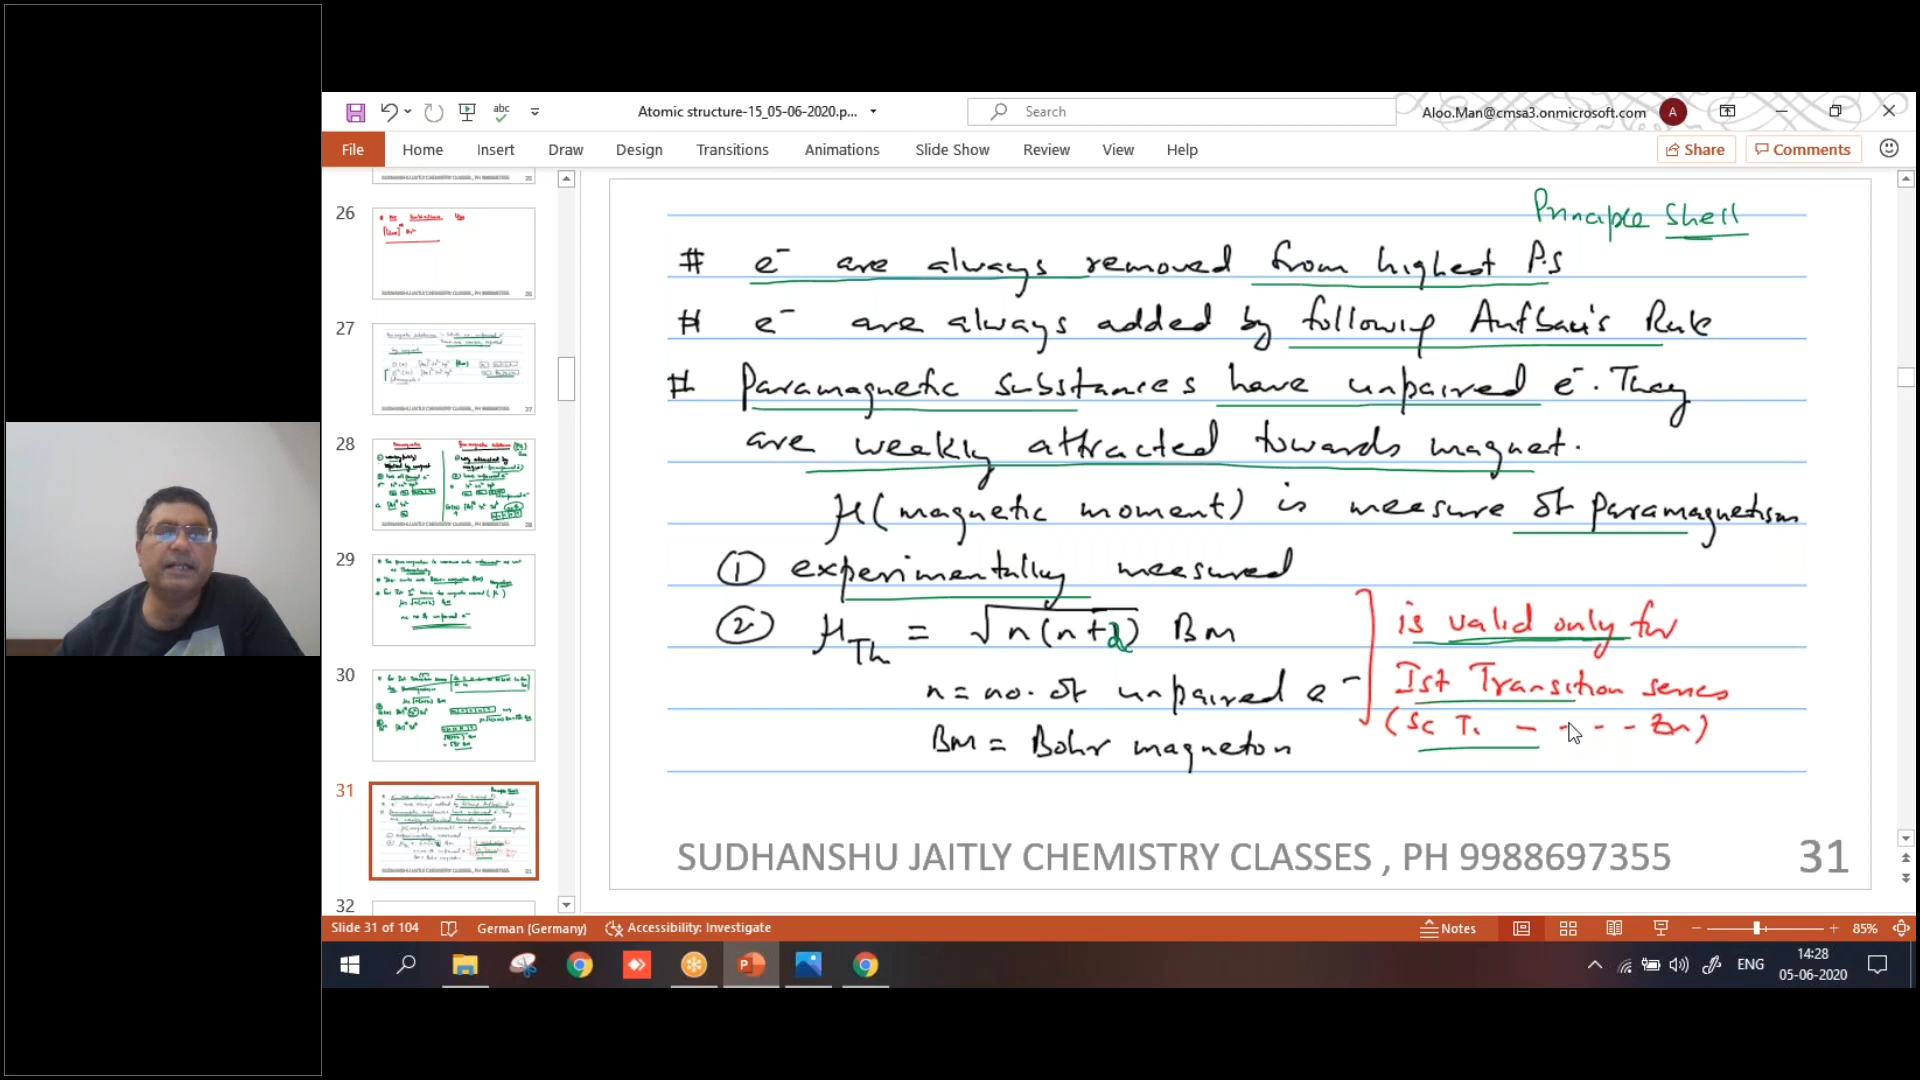 abc
Atomic structure-15_05-06-2020.p...
Search
Aloo.Man@cmsa3.onmicrosoft.com
A
File
Home
Insert
Draw
Design
Transitions
Animations
Slide Show
Review
View
Help
Share
Comments
26
27
28
29
30
31
32
Principle Shell
# e⁻ are always removed from highest P.S
# e⁻ are always added by following Aufbau's Rule
# Paramagnetic substances have unpaired e⁻. They
are weakly attracted towards magnet.
μ (magnetic moment) is measure of paramagnetism
① experimentally measured
② μTh = √n(n+2) BM
n = no. of unpaired e⁻
BM = Bohr magneton
is valid only for
Ist Transition series
(Sc Ti - - - - Zn)
SUDHANSHU JAITLY CHEMISTRY CLASSES , PH 9988697355
31
Slide 31 of 104
German (Germany)
Accessibility: Investigate
Notes
85%
ENG
14:28
05-06-2020